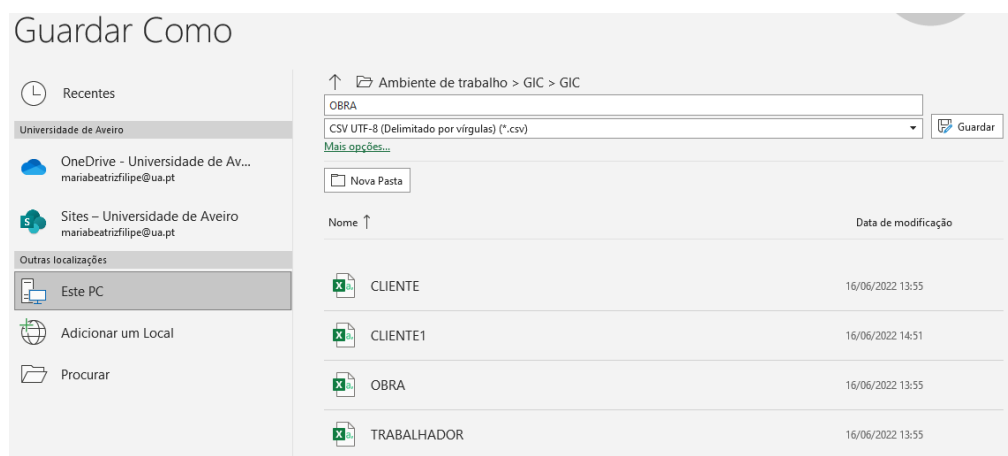 Guardar Como
Recentes
Universidade de Aveiro
OneDrive - Universidade de Av...
mariabeatrizfilipe@ua.pt
Sites – Universidade de Aveiro
mariabeatrizfilipe@ua.pt
Outras localizações
Este PC
Adicionar um Local
Procurar
Ambiente de trabalho > GIC > GIC
OBRA
CSV UTF-8 (Delimitado por vírgulas) (*.csv)
Guardar
Mais opções...
Nova Pasta
Nome ↑ Data de modificação
CLIENTE 16/06/2022 13:55
CLIENTE1 16/06/2022 14:51
OBRA 16/06/2022 13:55
TRABALHADOR 16/06/2022 13:55